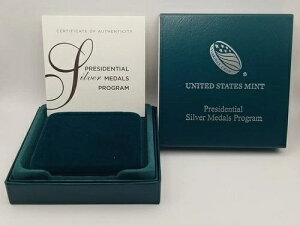 CERTIFICATE OF AUTHENTICITY
PRESIDENTIAL
Silver MEDALS
PROGRAM
UNITED STATES MINT
Presidential
Silver Medals Program